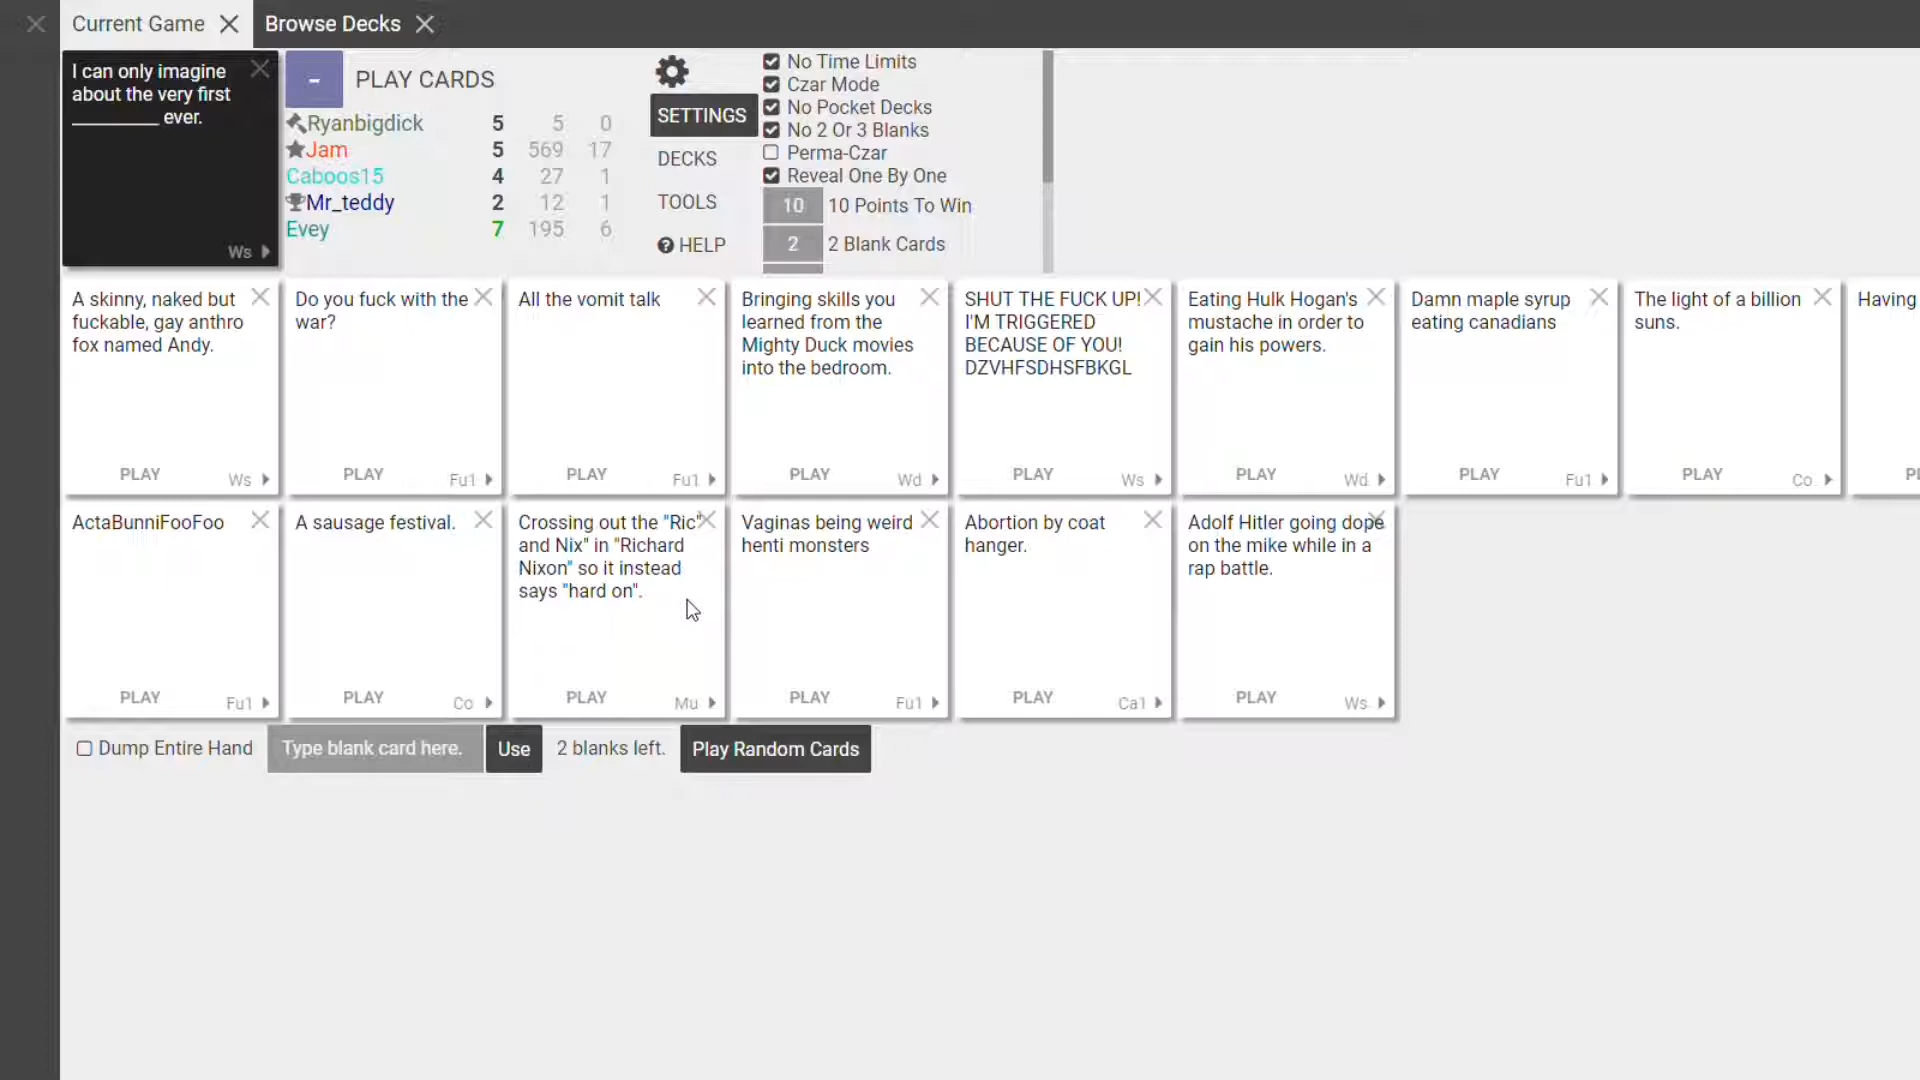 Current Game
Browse Decks
I can only imagine
about the very first
_________ ever.
Ws
-
PLAY CARDS
Ryanbigdick 5 5 0
Jam 5 569 17
Caboos15 4 27 1
Mr_teddy 2 12 1
Evey 7 195 6
SETTINGS
DECKS
TOOLS
HELP
No Time Limits
Czar Mode
No Pocket Decks
No 2 Or 3 Blanks
Perma-Czar
Reveal One By One
10 10 Points To Win
2 2 Blank Cards
A skinny, naked but
fuckable, gay anthro
fox named Andy.
PLAY Ws
Do you fuck with the
war?
PLAY Fu1
All the vomit talk
PLAY Fu1
Bringing skills you
learned from the
Mighty Duck movies
into the bedroom.
PLAY Wd
SHUT THE FUCK UP!
I'M TRIGGERED
BECAUSE OF YOU!
DZVHFSDHSFBKGL
PLAY Ws
Eating Hulk Hogan's
mustache in order to
gain his powers.
PLAY Wd
Damn maple syrup
eating canadians
PLAY Fu1
The light of a billion
suns.
PLAY Co
Having
ActaBunniFooFoo
PLAY Fu1
A sausage festival.
PLAY Co
Crossing out the "Ric"
and Nix" in "Richard
Nixon" so it instead
says "hard on".
PLAY Mu
Vaginas being weird
henti monsters
PLAY Fu1
Abortion by coat
hanger.
PLAY Ca1
Adolf Hitler going dope
on the mike while in a
rap battle.
PLAY Ws
Dump Entire Hand
Type blank card here.
Use
2 blanks left.
Play Random Cards